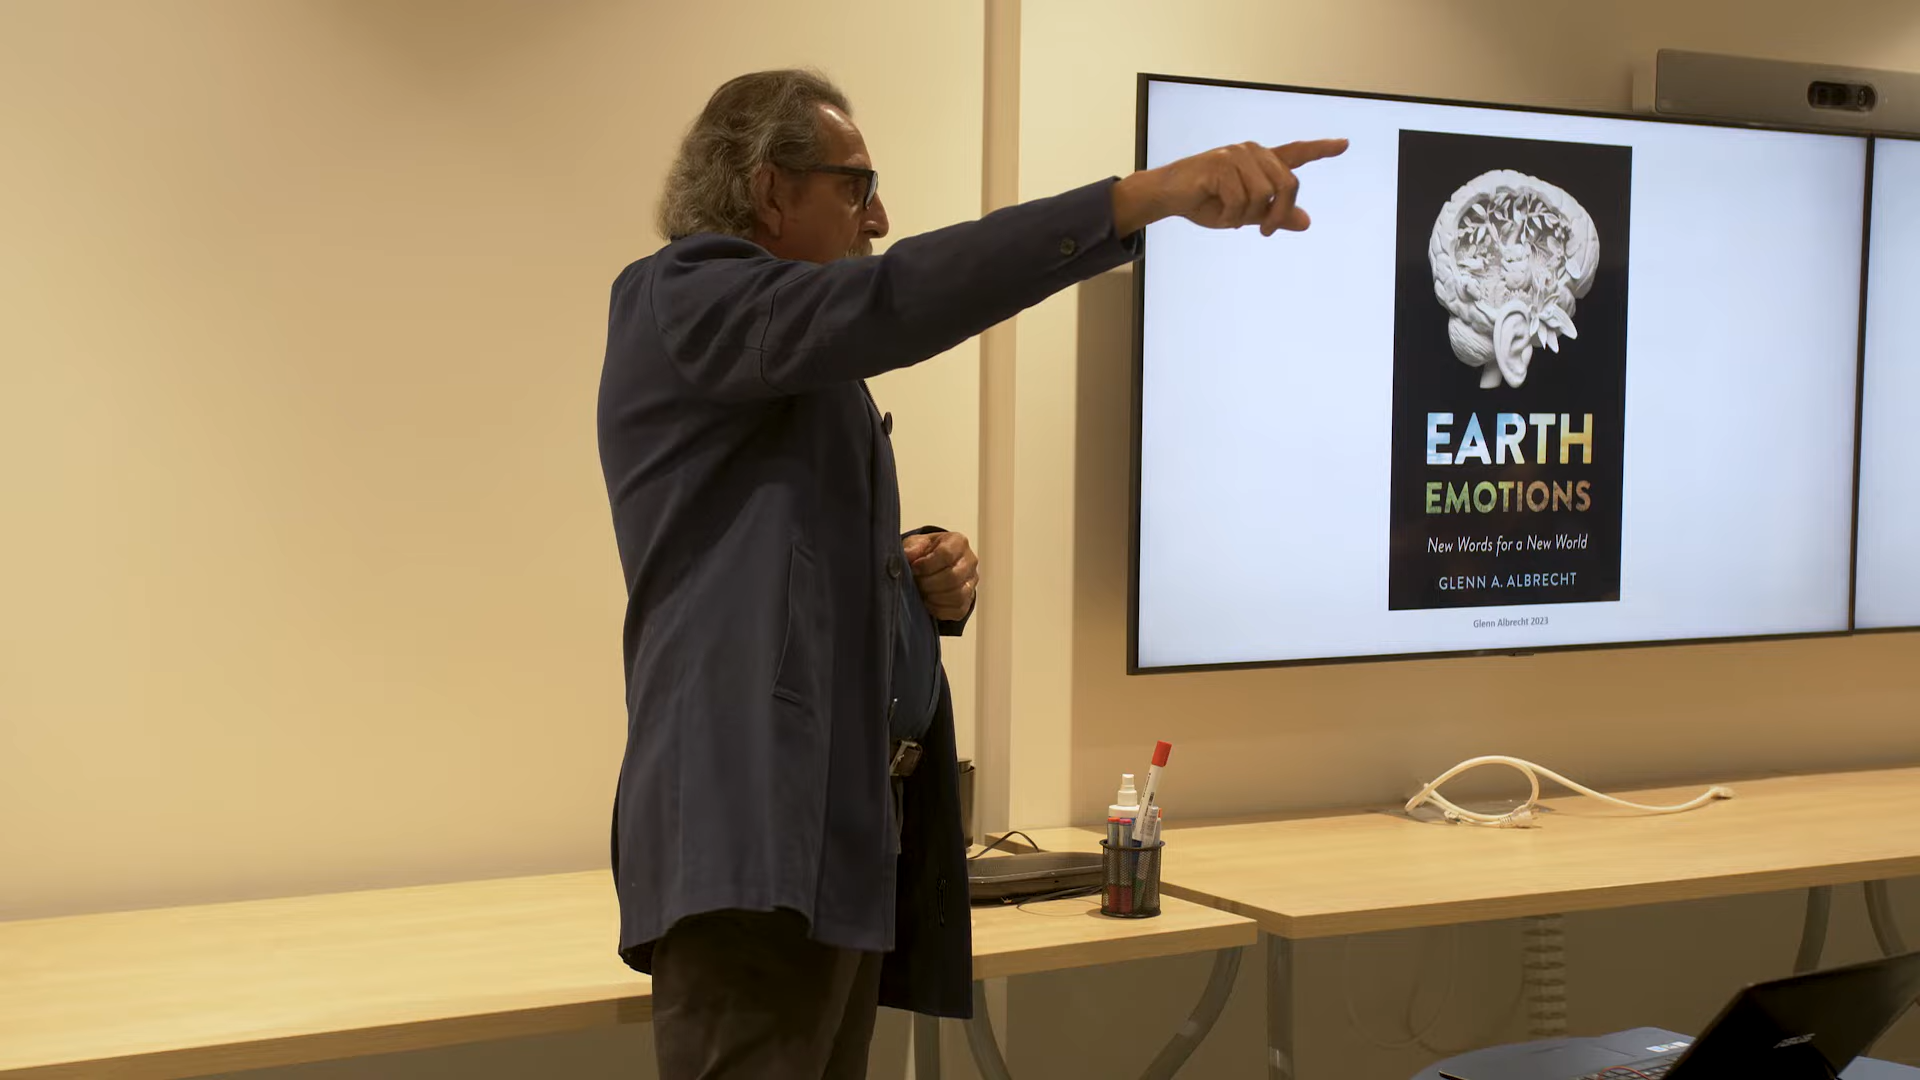 EARTH
EMOTIONS
New Words for a New World
GLENN A. ALBRECHT
Glenn Albrecht 2023